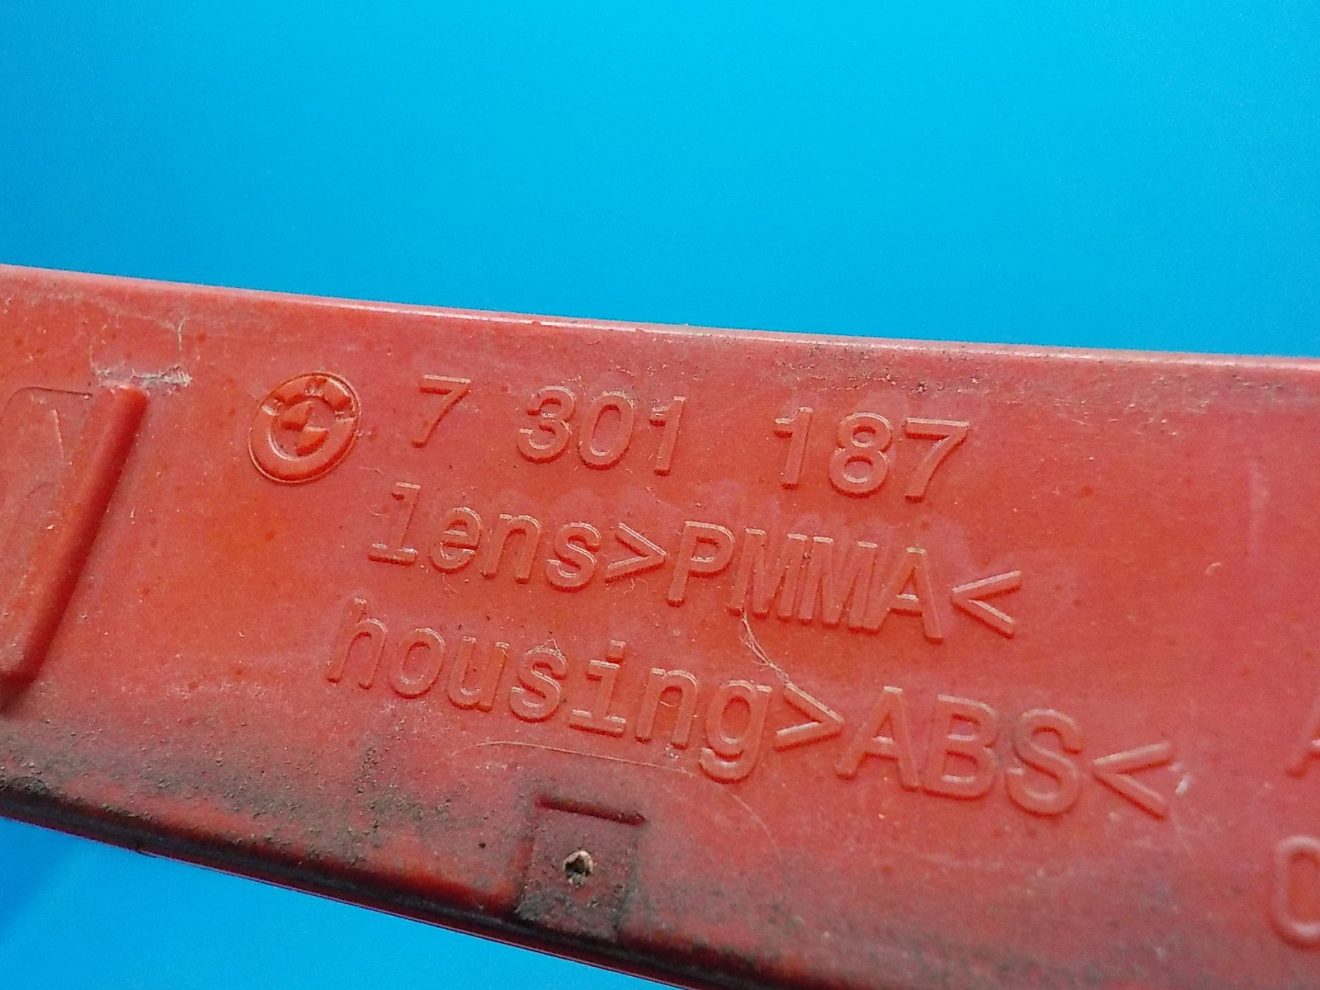 7 301 187
lens>PMMA<
housing>ABS<